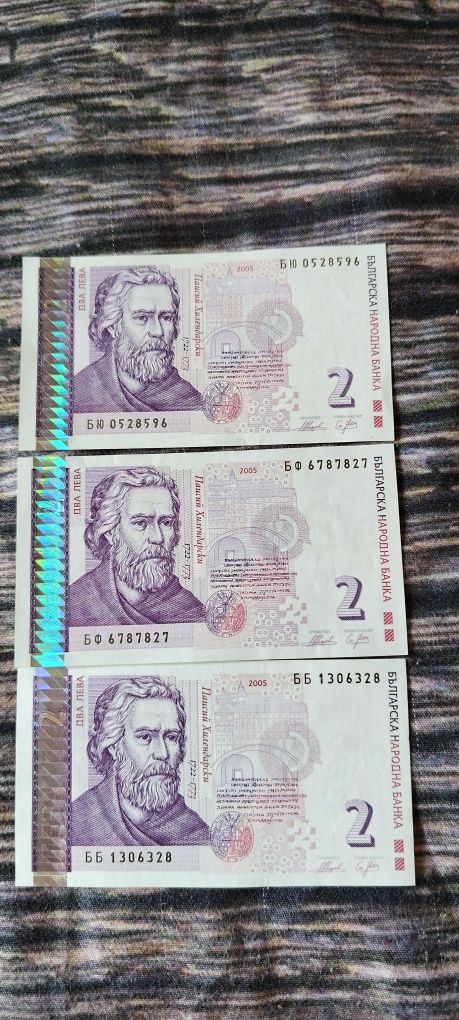 ДВА ЛЕВА
2005
БЮ 0528596
Паисий Хилендарски
1722-1773
БЪЛГАРСКА НАРОДНА БАНКА
2
БЮ 0528596
ДВА ЛЕВА
2005
БФ 6787827
Паисий Хилендарски
1722-1773
БЪЛГАРСКА НАРОДНА БАНКА
2
БФ 6787827
ДВА ЛЕВА
2005
ББ 1306328
Паисий Хилендарски
1722-1773
БЪЛГАРСКА НАРОДНА БАНКА
2
ББ 1306328